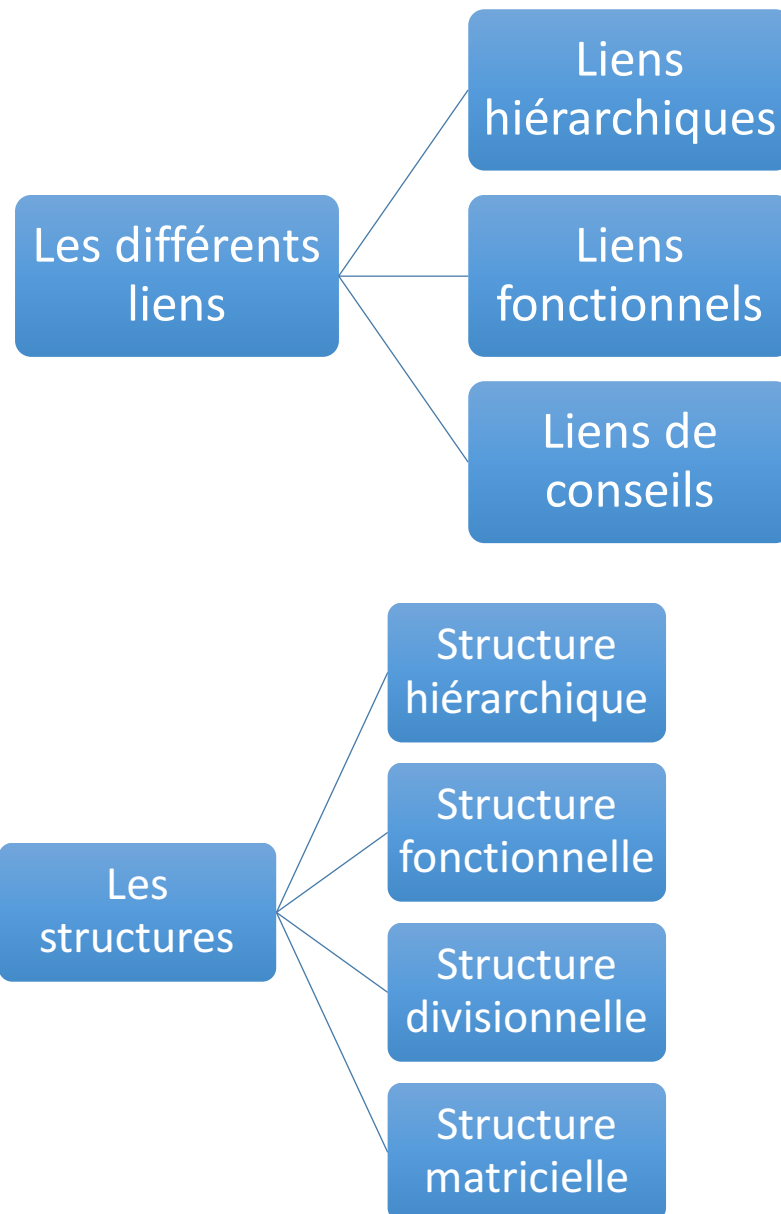 Liens
hiérarchiques
Les différents
liens
Liens
fonctionnels
Liens de
conseils
Structure
hiérarchique
Structure
fonctionnelle
Les
structures
Structure
divisionnelle
Structure
matricielle